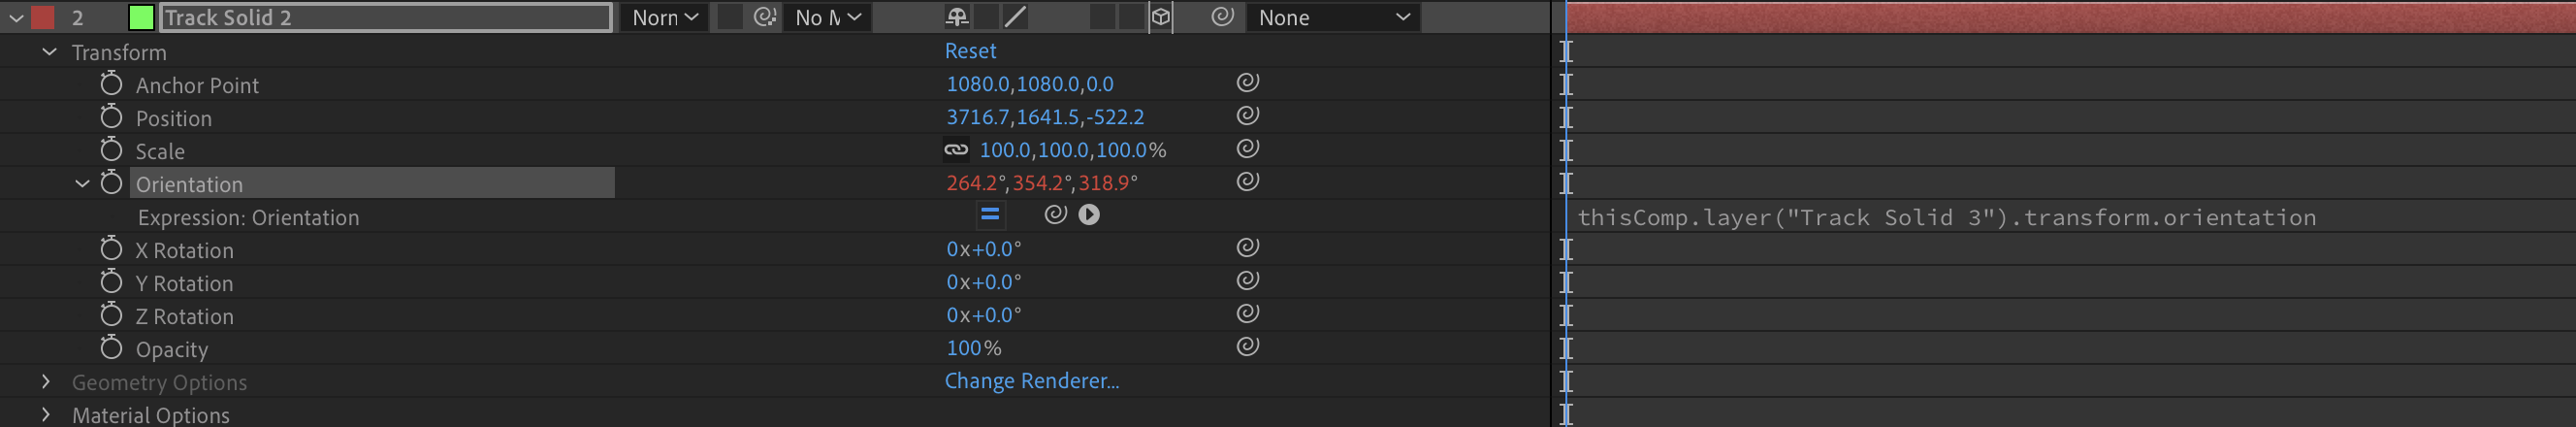 2 Track Solid 2 Norn No M None
Transform Reset
Anchor Point 1080.0,1080.0,0.0
Position 3716.7,1641.5,-522.2
Scale 100.0,100.0,100.0%
Orientation 264.2°,354.2°,318.9°
Expression: Orientation thisComp.layer("Track Solid 3").transform.orientation
X Rotation 0x+0.0°
Y Rotation 0x+0.0°
Z Rotation 0x+0.0°
Opacity 100%
Geometry Options Change Renderer...
Material Options